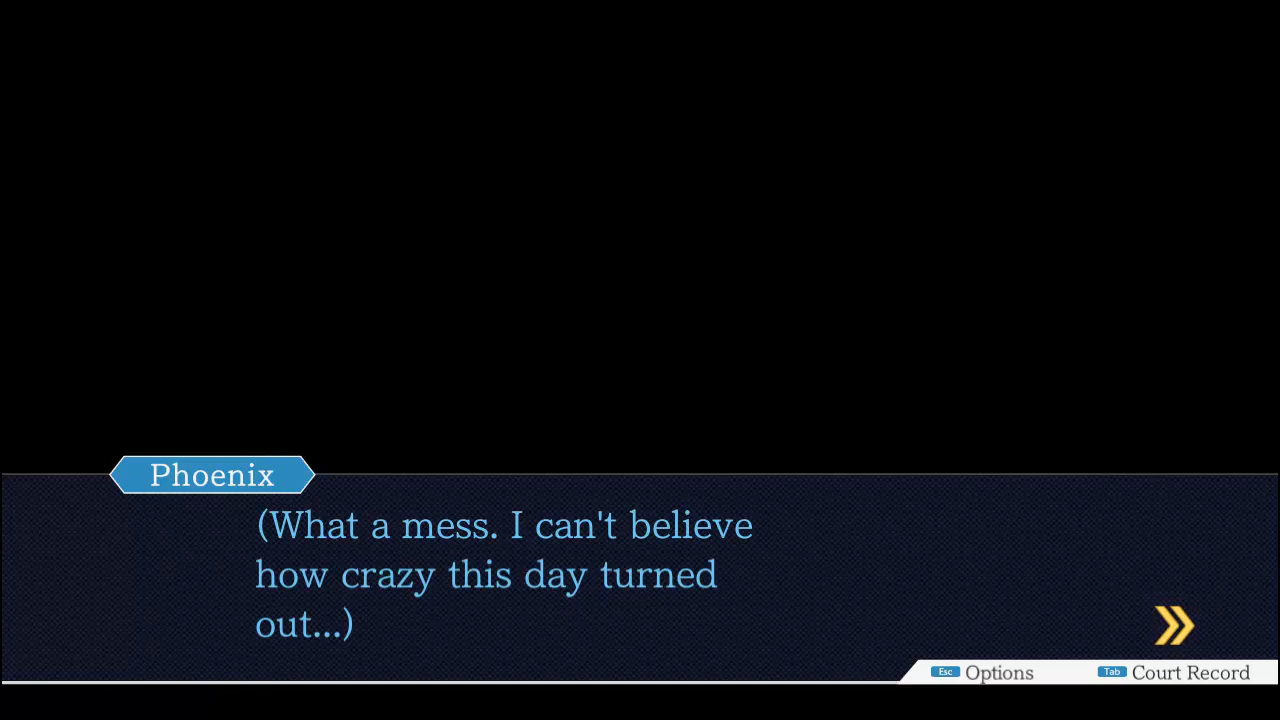 Phoenix
(What a mess. I can't believe
how crazy this day turned
out...)
Esc Options Tab Court Record